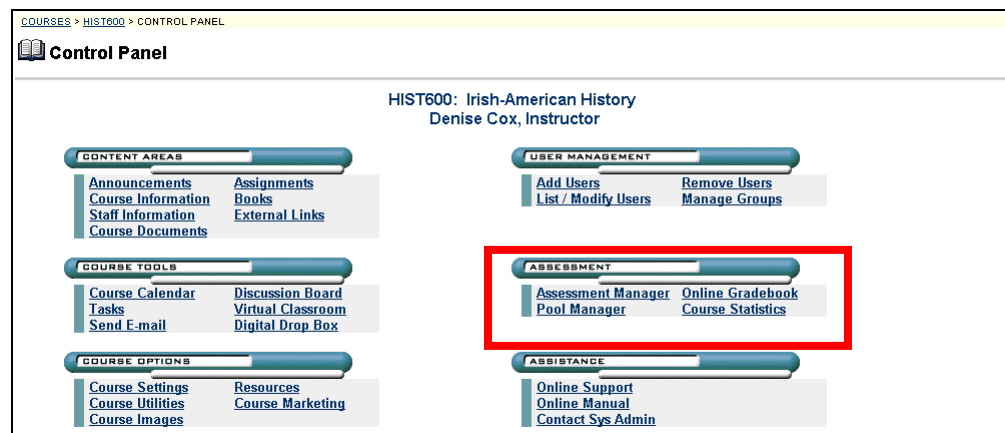 COURSES > HIST600 > CONTROL PANEL
Control Panel
HIST600: Irish-American History
Denise Cox, Instructor
CONTENT AREAS
Announcements Assignments
Course Information Books
Staff Information External Links
Course Documents
USER MANAGEMENT
Add Users Remove Users
List / Modify Users Manage Groups
COURSE TOOLS
Course Calendar Discussion Board
Tasks Virtual Classroom
Send E-mail Digital Drop Box
ASSESSMENT
Assessment Manager Online Gradebook
Pool Manager Course Statistics
COURSE OPTIONS
Course Settings Resources
Course Utilities Course Marketing
Course Images
ASSISTANCE
Online Support
Online Manual
Contact Sys Admin